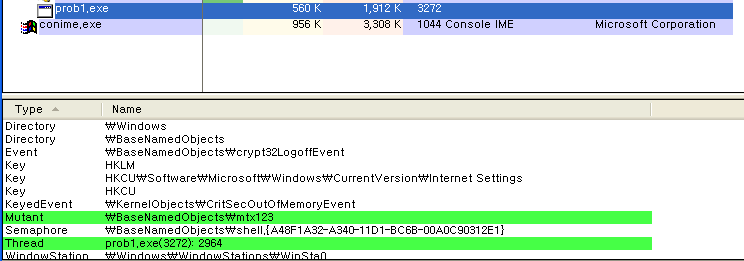 prob1.exe 560 K 1,912 K 3272
conime.exe 956 K 3,308 K 1044 Console IME Microsoft Corporation
Type Name
Directory ₩Windows
Directory ₩BaseNamedObjects
Event ₩BaseNamedObjects₩crypt32LogoffEvent
Key HKLM
Key HKCU₩Software₩Microsoft₩Windows₩CurrentVersion₩Internet Settings
Key HKCU
KeyedEvent ₩KernelObjects₩CritSecOutOfMemoryEvent
Mutant ₩BaseNamedObjects₩mtx123
Semaphore ₩BaseNamedObjects₩shell.{A48F1A32-A340-11D1-BC6B-00A0C90312E1}
Thread prob1.exe(3272): 2964
WindowStation ₩Windows₩WindowStations₩WinSta0